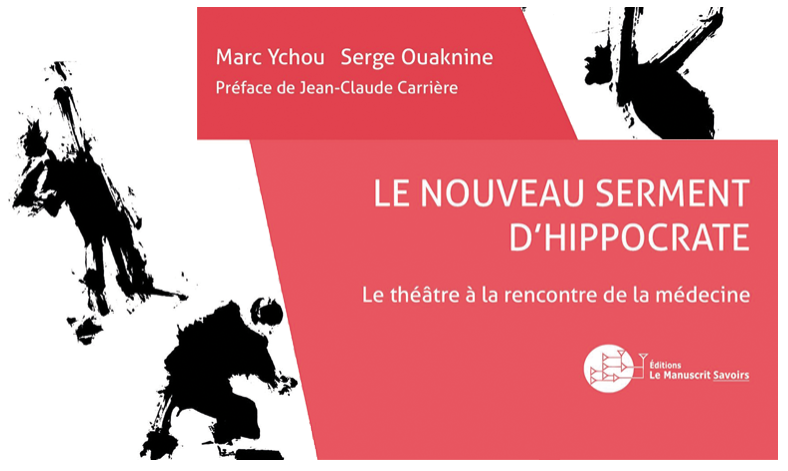 Marc Ychou Serge Ouaknine
Préface de Jean-Claude Carrière
LE NOUVEAU SERMENT
D'HIPPOCRATE
Le théâtre à la rencontre de la médecine
Éditions
Le Manuscrit Savoirs